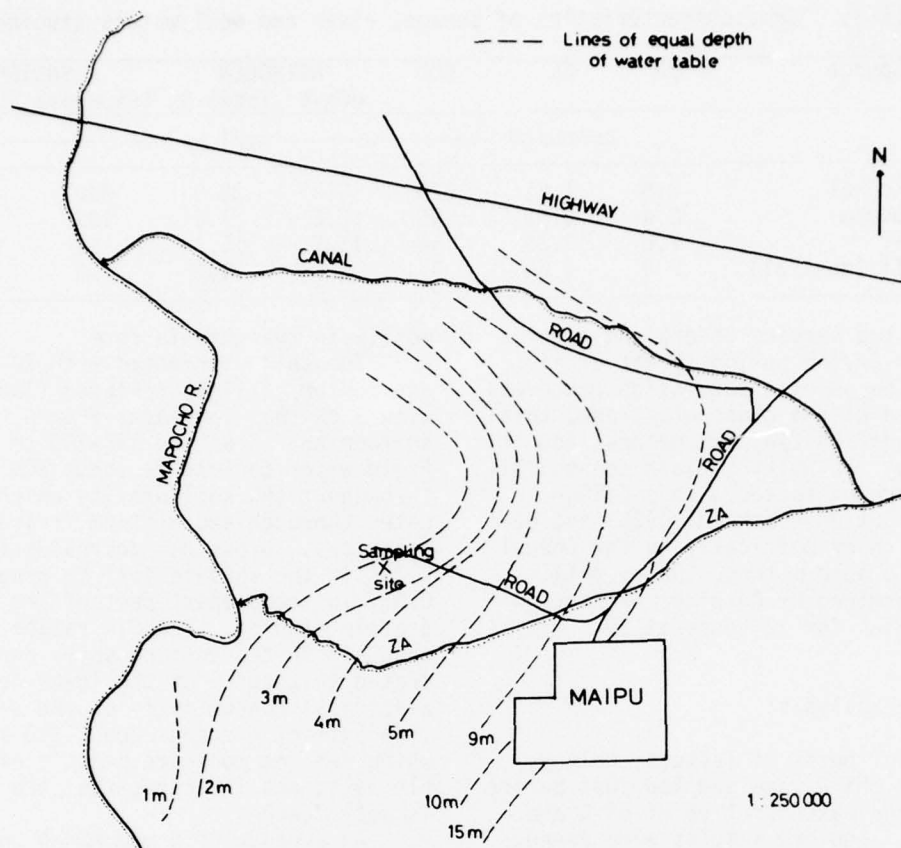 Lines of equal depth
of water table
N
HIGHWAY
CANAL
ROAD
MAPOCHO R.
ROAD
ZA
Sampling
site
ROAD
ZA
MAIPU
3m
4m
5m
9m
1m
2m
10m
15m
1:250 000